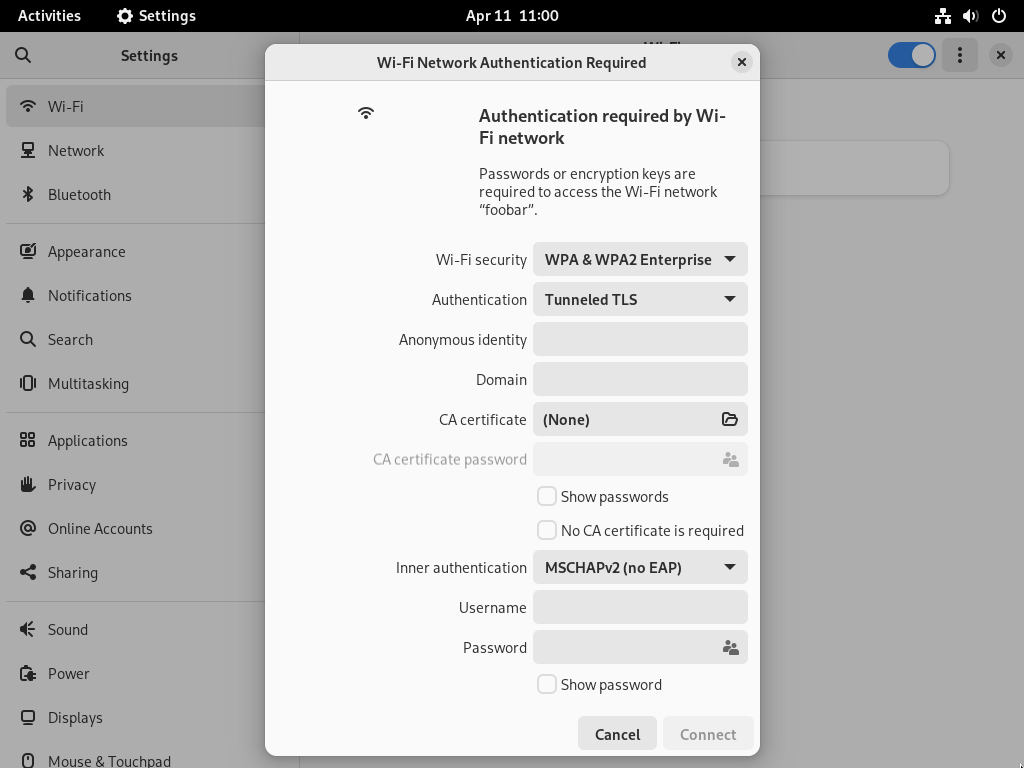 Activities
Settings
Apr 11 11:00
Settings
Wi-Fi
Network
Bluetooth
Appearance
Notifications
Search
Multitasking
Applications
Privacy
Online Accounts
Sharing
Sound
Power
Displays
Mouse & Touchpad
Wi-Fi Network Authentication Required
Authentication required by Wi-
Fi network
Passwords or encryption keys are
required to access the Wi-Fi network
“foobar”.
Wi-Fi security WPA & WPA2 Enterprise
Authentication Tunneled TLS
Anonymous identity
Domain
CA certificate (None)
CA certificate password
Show passwords
No CA certificate is required
Inner authentication MSCHAPv2 (no EAP)
Username
Password
Show password
Cancel Connect